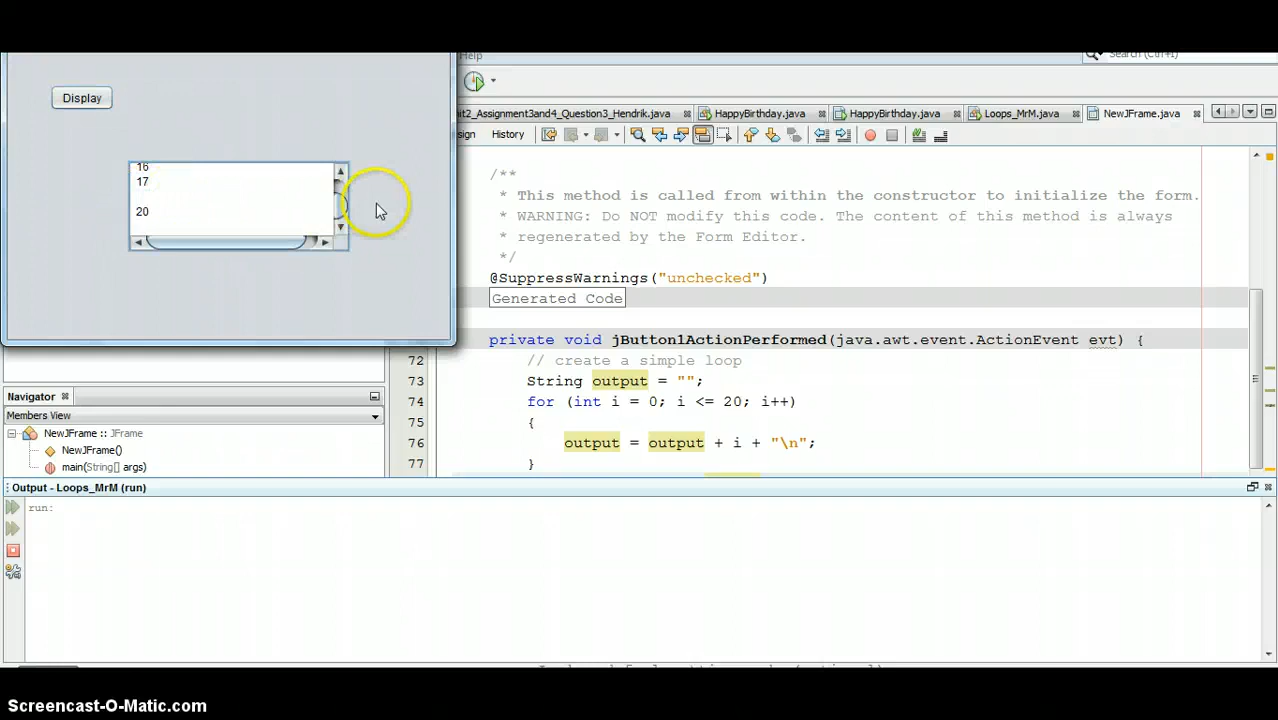 Help
Search (Ctrl+I)
Display
16
17
20
nit2_Assignment3and4_Question3_Hendrik.java
HappyBirthday.java
HappyBirthday.java
Loops_MrM.java
NewJFrame.java
sign
History
/**
* This method is called from within the constructor to initialize the form.
* WARNING: Do NOT modify this code. The content of this method is always
* regenerated by the Form Editor.
*/
@SuppressWarnings("unchecked")
Generated Code
private void jButton1ActionPerformed(java.awt.event.ActionEvent evt) {
72 // create a simple loop
73 String output = "";
74 for (int i = 0; i <= 20; i++)
75 {
76 output = output + i + "\n";
77 }
Navigator
Members View
NewJFrame :: JFrame
NewJFrame()
main(String[] args)
Output - Loops_MrM (run)
run:
Screencast-O-Matic.com